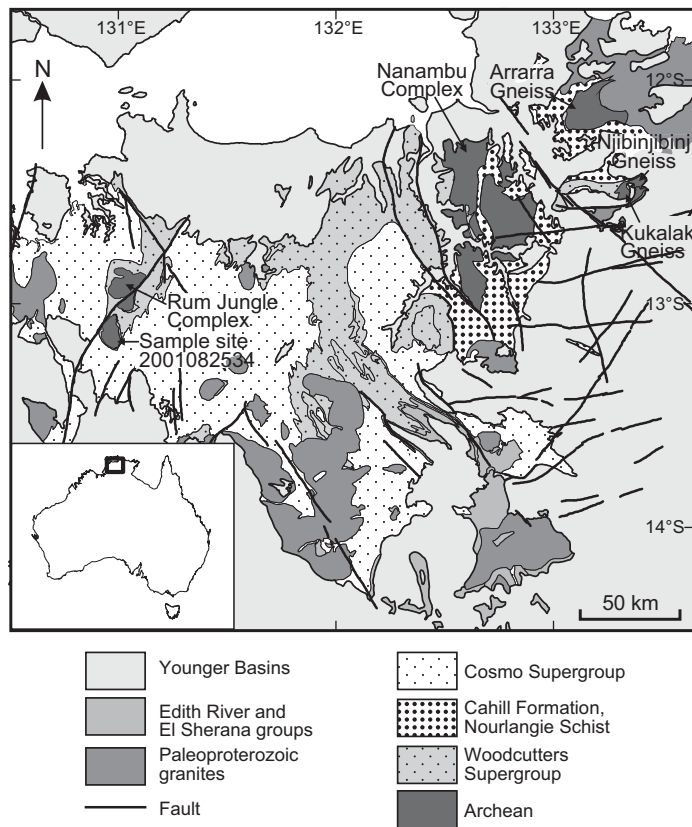 131°E
132°E
133°E
12°S
13°S
14°S
N
Nanambu
Complex
Ararra
Gneiss
Njibinjibinj
Gneiss
Kukalak
Gneiss
Rum Jungle
Complex
Sample site
2001082534
50 km
Younger Basins
Edith River and
El Sherana groups
Paleoproterozoic
granites
Fault
Cosmo Supergroup
Cahill Formation,
Nourlangie Schist
Woodcutters
Supergroup
Archean